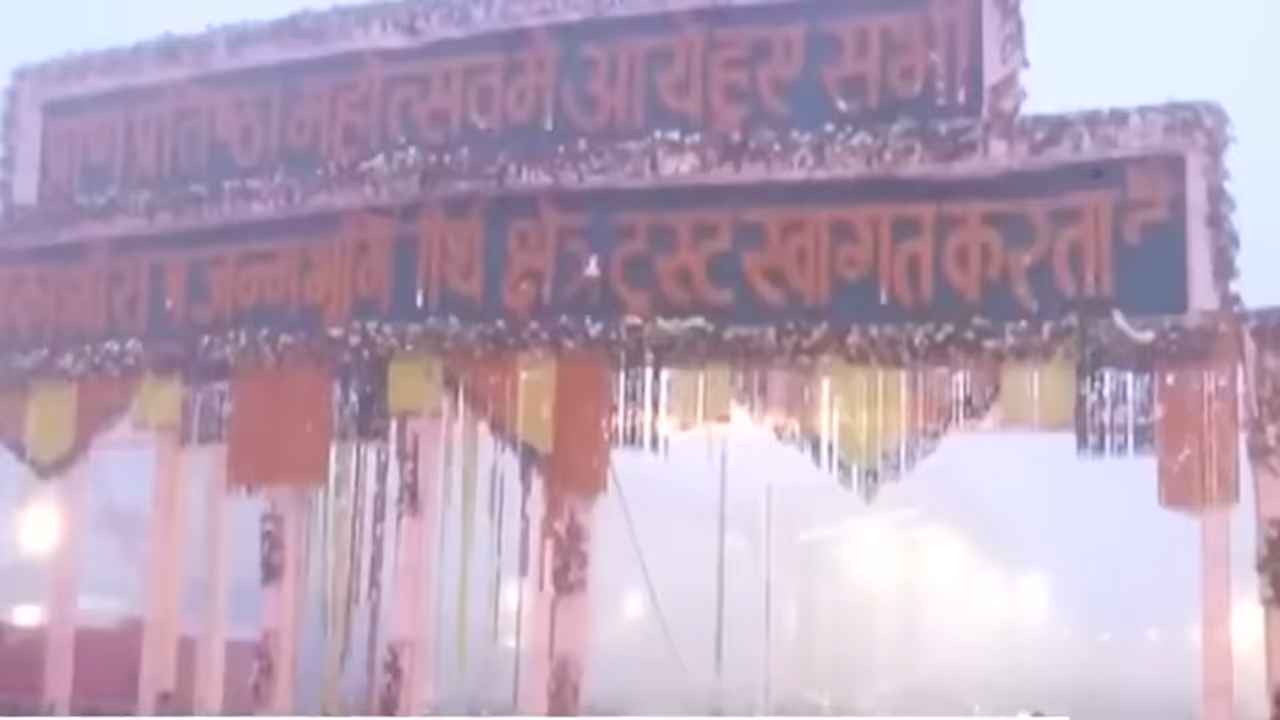 प्राण प्रतिष्ठा महोत्सवमे आयेहुए सभी
जन्मभूमि तीर्थ क्षेत्र ट्रस्ट स्वागत करता है